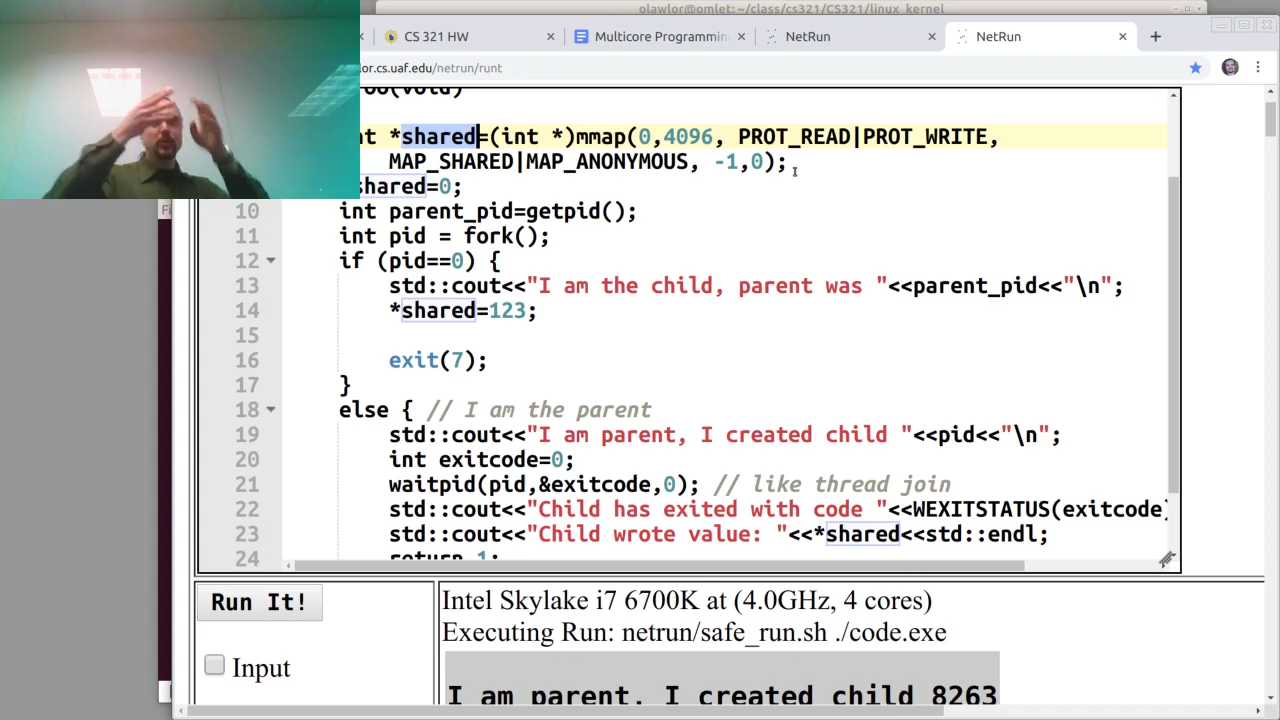 olawlor@omlet: ~/class/cs321/CS321/linux_kernel
CS 321 HW
Multicore Programmin
NetRun
NetRun
lor.cs.uaf.edu/netrun/runt
foo(void)
nt *shared=(int *)mmap(0,4096, PROT_READ|PROT_WRITE,
MAP_SHARED|MAP_ANONYMOUS, -1,0);
shared=0;
10 int parent_pid=getpid();
11 int pid = fork();
12 if (pid==0) {
13 std::cout<<"I am the child, parent was "<<parent_pid<<"\n";
14 *shared=123;
15
16 exit(7);
17 }
18 else { // I am the parent
19 std::cout<<"I am parent, I created child "<<pid<<"\n";
20 int exitcode=0;
21 waitpid(pid,&exitcode,0); // like thread join
22 std::cout<<"Child has exited with code "<<WEXITSTATUS(exitcode)
23 std::cout<<"Child wrote value: "<<*shared<<std::endl;
24 return 1;
Run It!
Input
Intel Skylake i7 6700K at (4.0GHz, 4 cores)
Executing Run: netrun/safe_run.sh ./code.exe
I am parent, I created child 8263